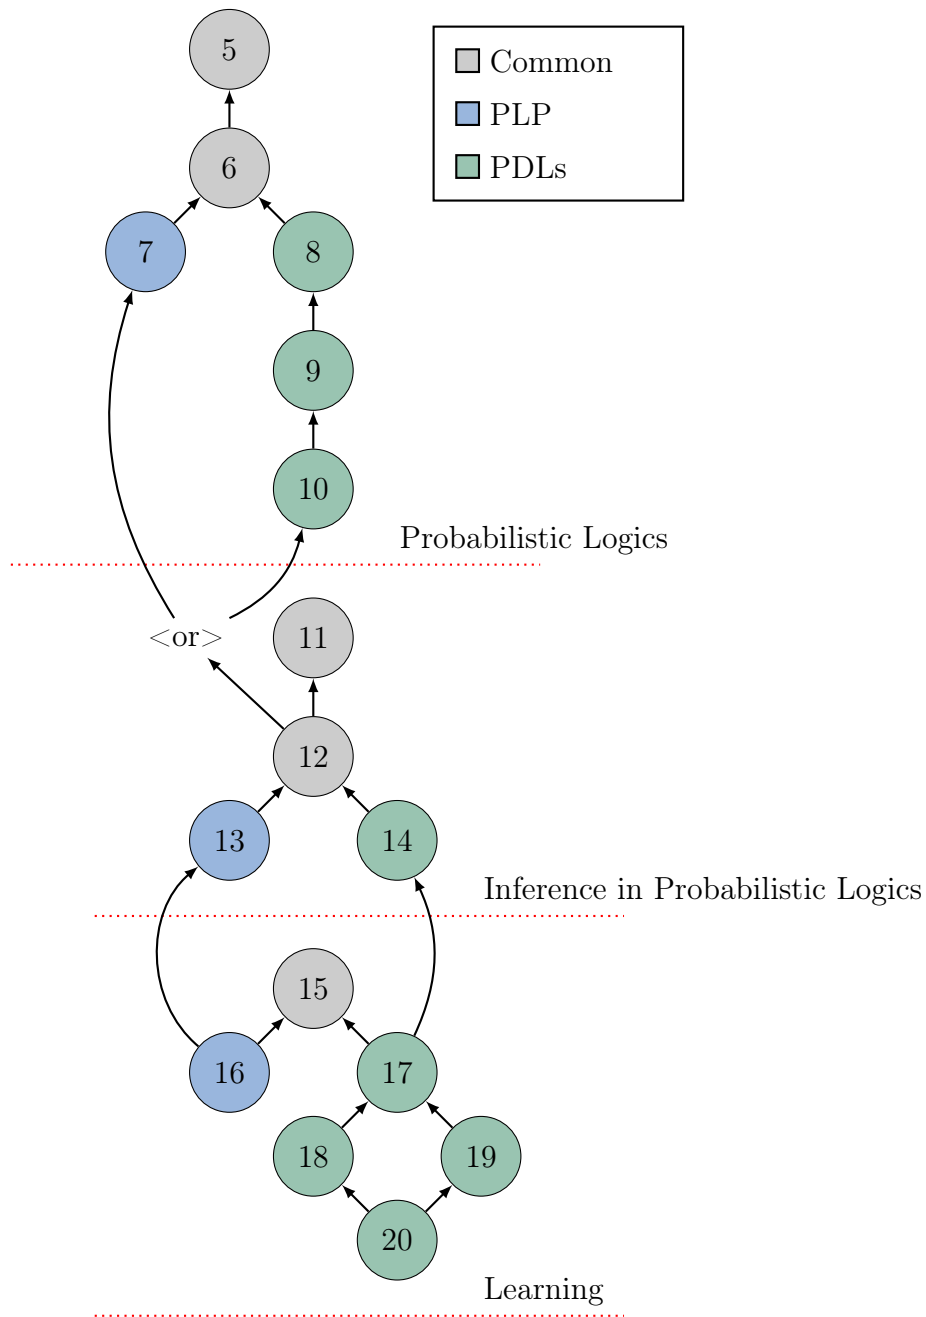 5
Common
PLP
6
PDLs
7
8
9
10
Probabilistic Logics
<or>
11
12
13
14
Inference in Probabilistic Logics
15
16
17
18
19
20
Learning